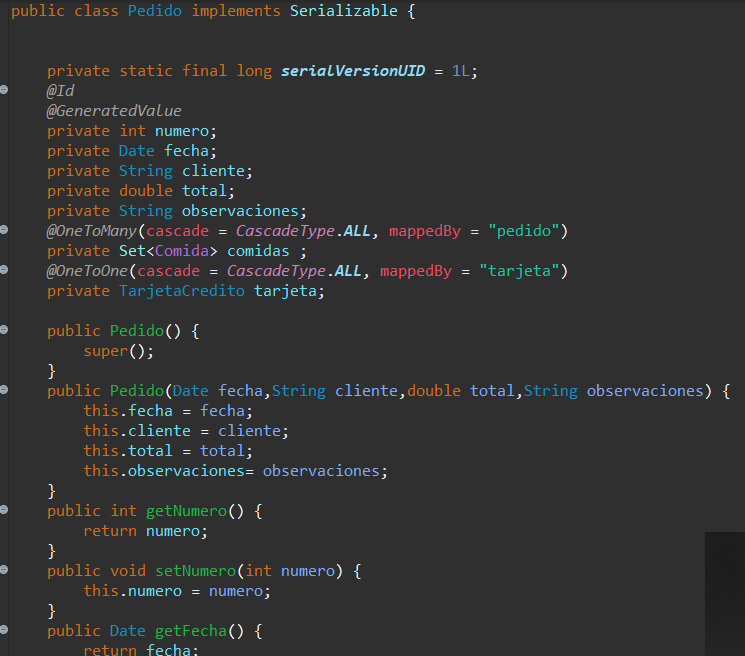 public class Pedido implements Serializable {
private static final long serialVersionUID = 1L;
@Id
@GeneratedValue
private int numero;
private Date fecha;
private String cliente;
private double total;
private String observaciones;
@OneToMany(cascade = CascadeType.ALL, mappedBy = "pedido")
private Set<Comida> comidas ;
@OneToOne(cascade = CascadeType.ALL, mappedBy = "tarjeta")
private TarjetaCredito tarjeta;
public Pedido() {
super();
}
public Pedido(Date fecha,String cliente,double total,String observaciones) {
this.fecha = fecha;
this.cliente = cliente;
this.total = total;
this.observaciones= observaciones;
}
public int getNumero() {
return numero;
}
public void setNumero(int numero) {
this.numero = numero;
}
public Date getFecha() {
return fecha;